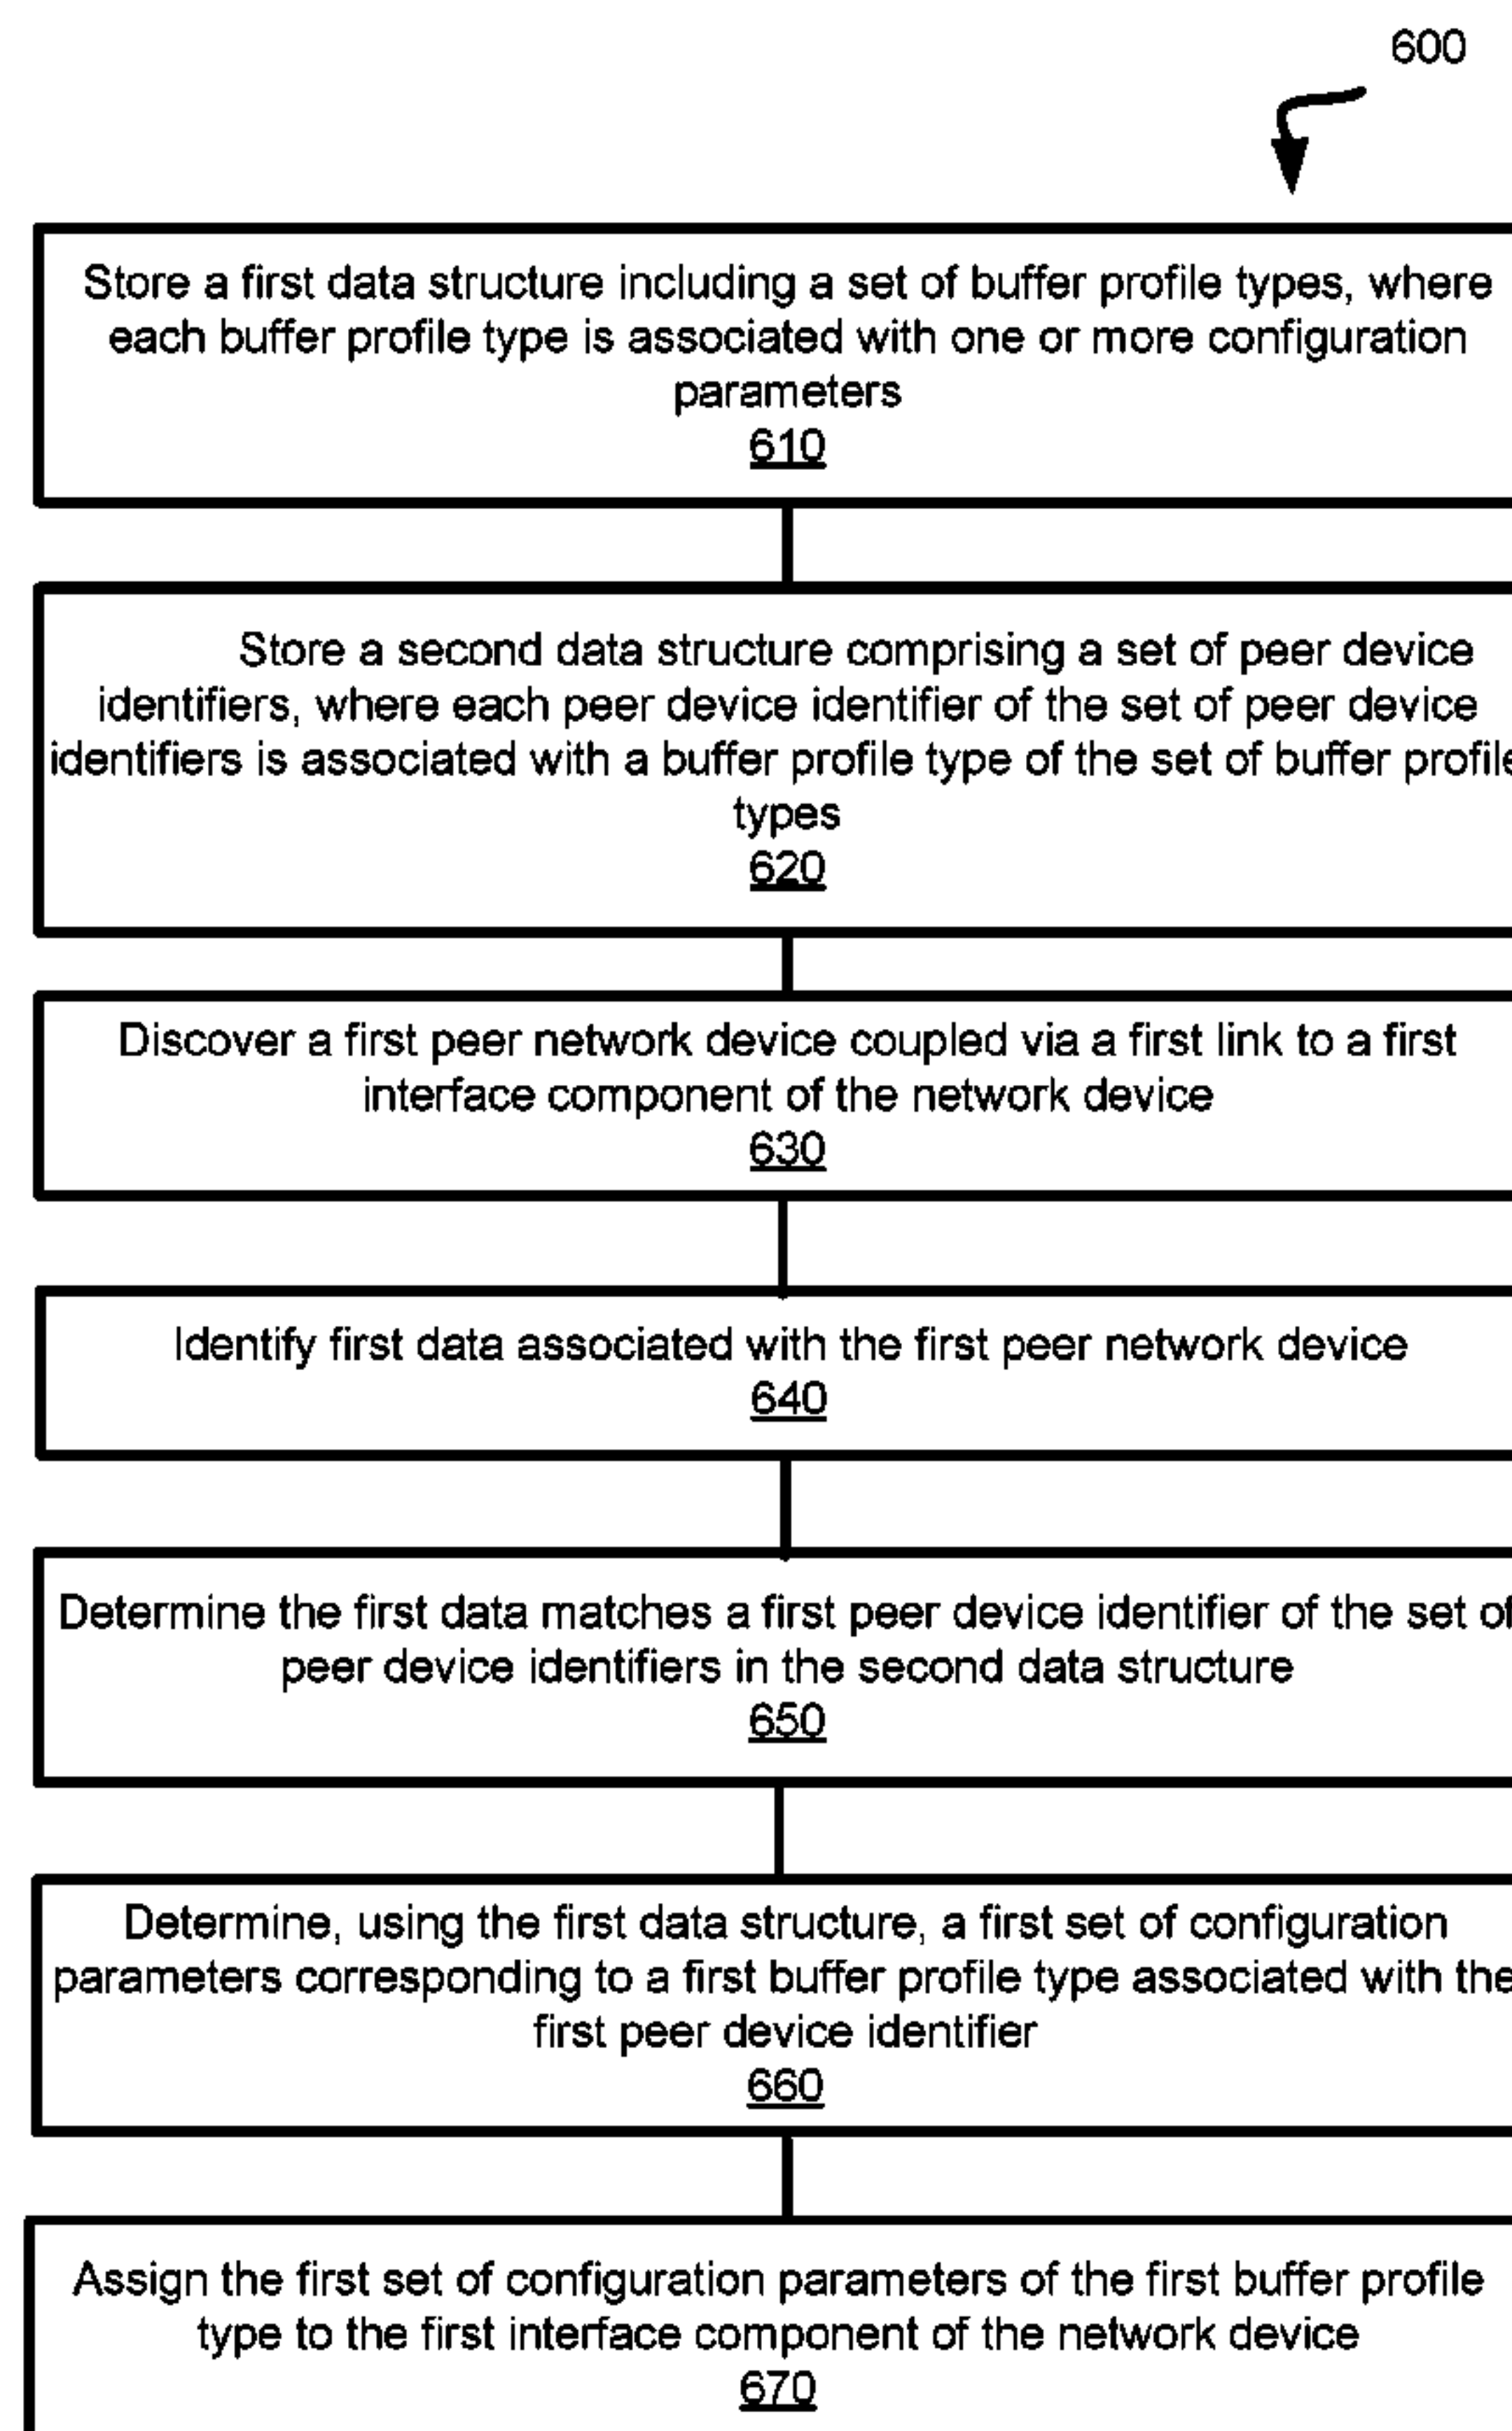 600
Store a first data structure including a set of buffer profile types, where
each buffer profile type is associated with one or more configuration
parameters
610
Store a second data structure comprising a set of peer device
identifiers, where each peer device identifier of the set of peer device
identifiers is associated with a buffer profile type of the set of buffer profile
types
620
Discover a first peer network device coupled via a first link to a first
interface component of the network device
630
Identify first data associated with the first peer network device
640
Determine the first data matches a first peer device identifier of the set of
peer device identifiers in the second data structure
650
Determine, using the first data structure, a first set of configuration
parameters corresponding to a first buffer profile type associated with the
first peer device identifier
660
Assign the first set of configuration parameters of the first buffer profile
type to the first interface component of the network device
670